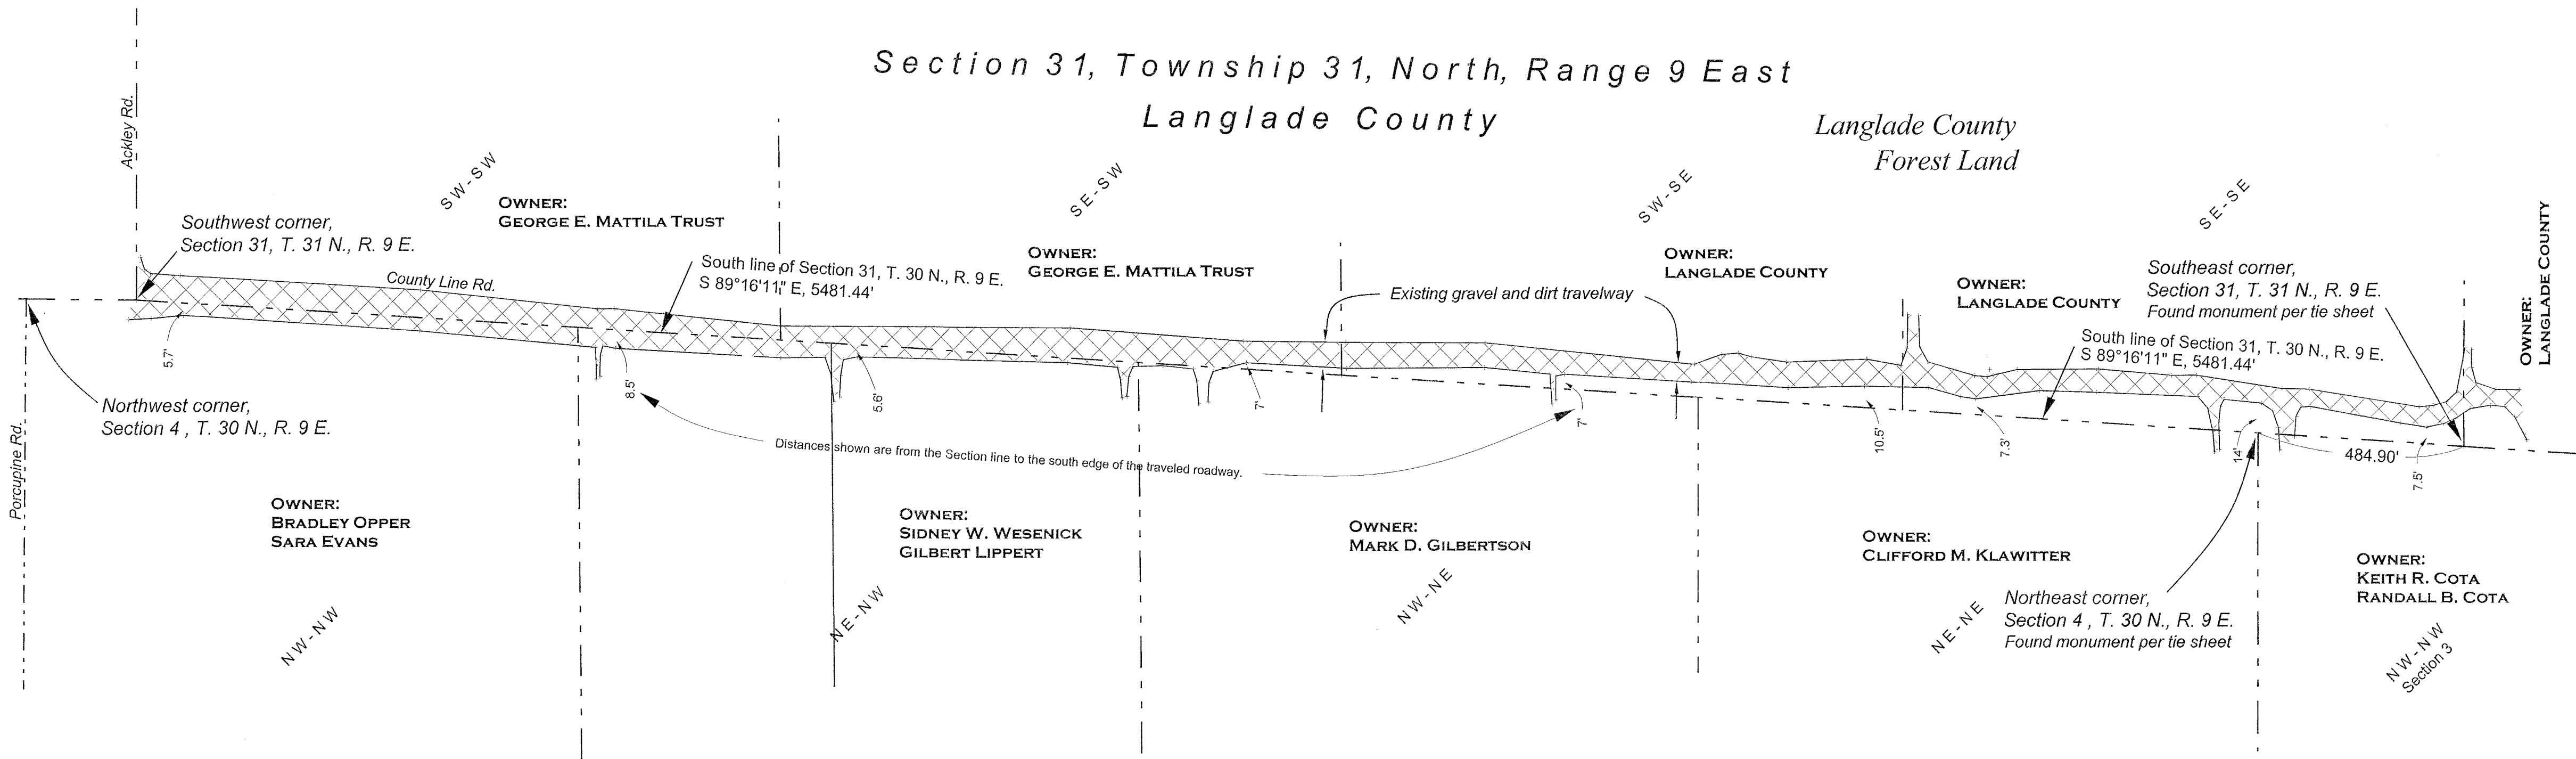 Section 31, Township 31, North, Range 9 East
Langlade County
Langlade County
Forest Land
Ackley Rd.
SW-SW
OWNER:
GEORGE E. MATTILA TRUST
Southwest corner,
Section 31, T. 31 N., R. 9 E.
County Line Rd.
South line of Section 31, T. 30 N., R. 9 E.
S 89°16'11" E, 5481.44'
SE-SW
OWNER:
GEORGE E. MATTILA TRUST
Existing gravel and dirt travelway
SW-SE
OWNER:
LANGLADE COUNTY
OWNER:
LANGLADE COUNTY
SE-SE
Southeast corner,
Section 31, T. 31 N., R. 9 E.
Found monument per tie sheet
South line of Section 31, T. 30 N., R. 9 E.
S 89°16'11" E, 5481.44'
OWNER:
LANGLADE COUNTY
5.7'
8.5'
5.6'
7'
7'
10.5'
7.3'
14'
484.90'
7.5'
Northwest corner,
Section 4 , T. 30 N., R. 9 E.
Porcupine Rd.
Distances shown are from the Section line to the south edge of the traveled roadway.
OWNER:
BRADLEY OPPER
SARA EVANS
NW-NW
OWNER:
SIDNEY W. WESENICK
GILBERT LIPPERT
NE-NW
OWNER:
MARK D. GILBERTSON
NW-NE
OWNER:
CLIFFORD M. KLAWITTER
NE-NE
Northeast corner,
Section 4 , T. 30 N., R. 9 E.
Found monument per tie sheet
OWNER:
KEITH R. COTA
RANDALL B. COTA
NW-NW
Section 3